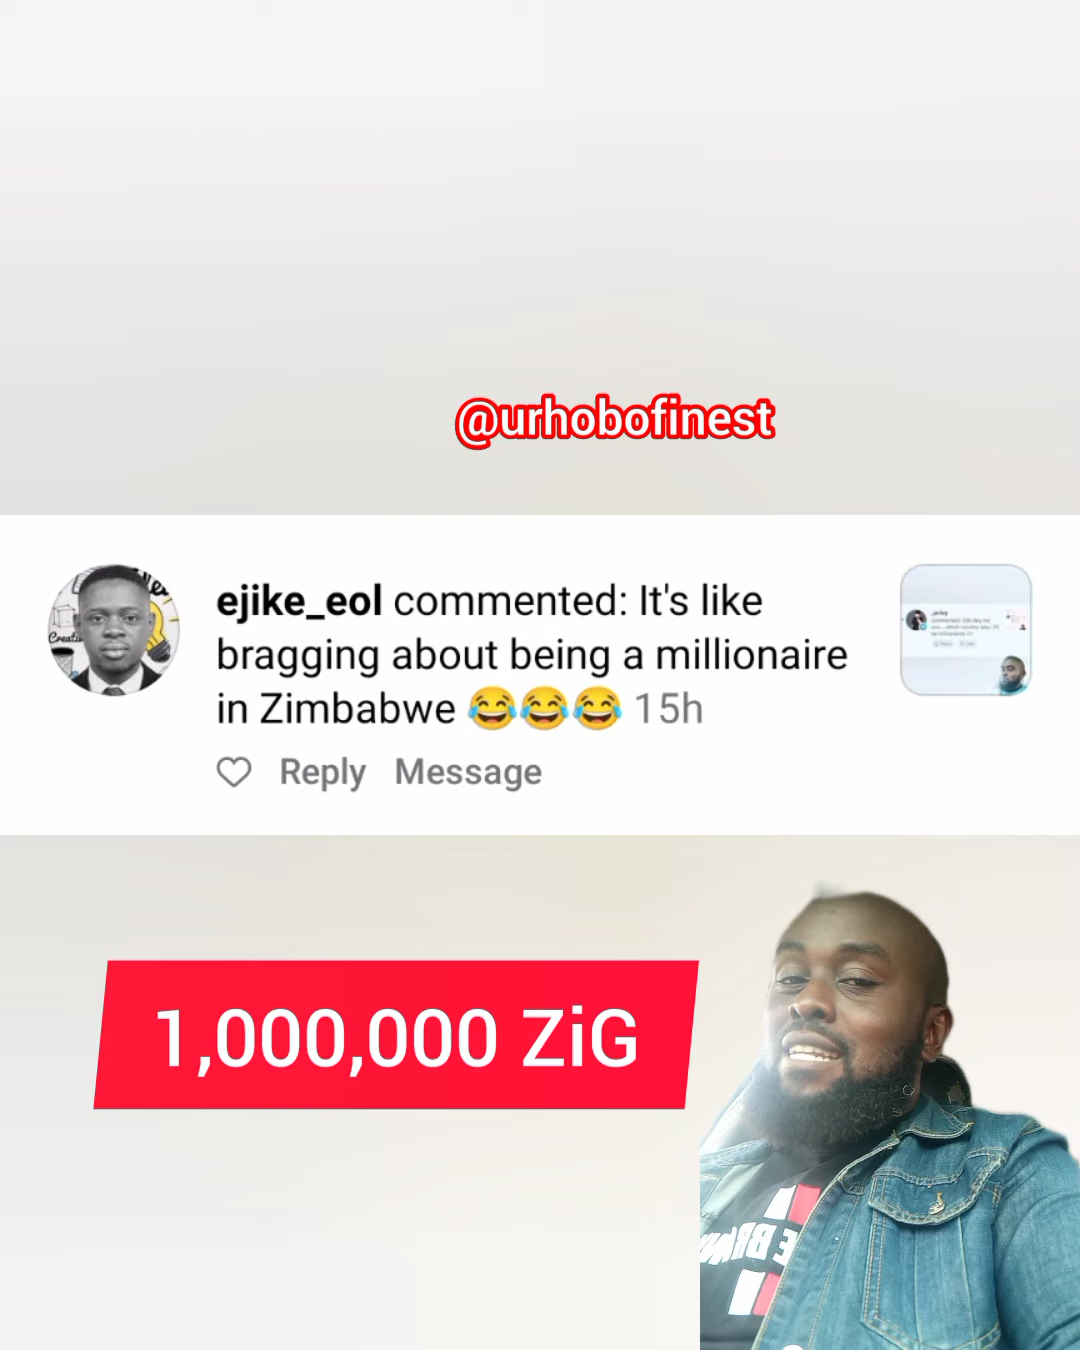 @urhobofinest
ejike_eol commented: It's like
bragging about being a millionaire
in Zimbabwe 😂😂😂 15h
Reply Message
1,000,000 ZiG